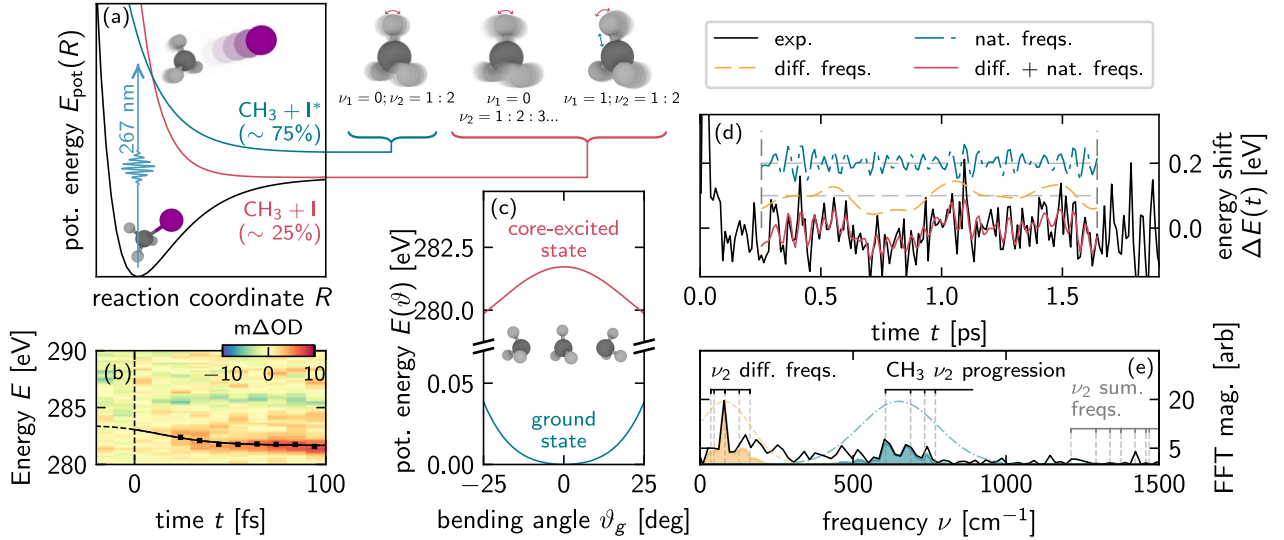 (a)
pot. energy E_pot(R)
267 nm
CH₃ + I*
(∼ 75%)
CH₃ + I
(∼ 25%)
reaction coordinate R
ν₁ = 0; ν₂ = 1 : 2
ν₁ = 0
ν₂ = 1 : 2 : 3...
ν₁ = 1; ν₂ = 1 : 2
(b)
mΔOD
−10 0 10
Energy E [eV]
290
285
280
0 100
time t [fs]
(c)
pot. energy E(ϑ) [eV]
282.5
280.0
0.05
0.00
core-excited
state
ground
state
−25 0 25
bending angle ϑg [deg]
exp.
diff. freqs.
nat. freqs.
diff. + nat. freqs.
(d)
0.2
0.0
energy shift
ΔE(t) [eV]
0.0 0.5 1.0 1.5
time t [ps]
(e)
ν₂ diff. freqs.
CH₃ ν₂ progression
ν₂ sum.
freqs.
20
5
FFT mag. [arb]
0 500 1000 1500
frequency ν [cm⁻¹]